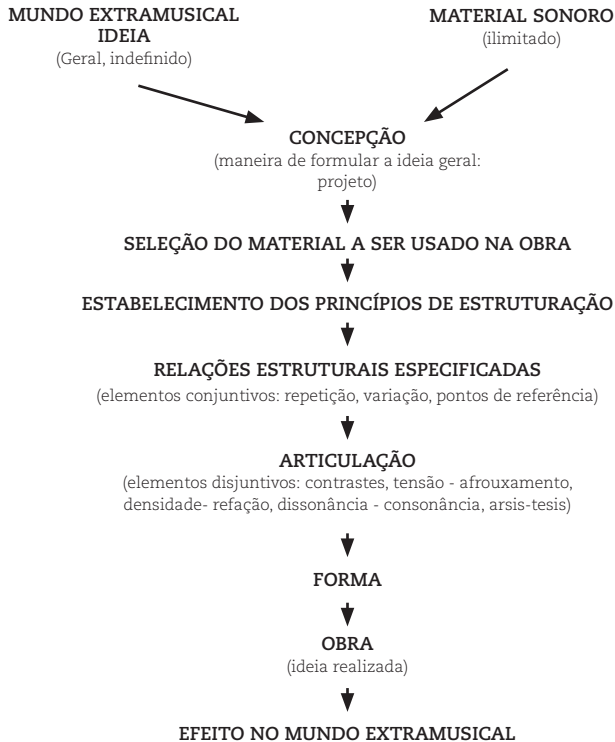 MUNDO EXTRAMUSICAL
IDEIA
(Geral, indefinido)
MATERIAL SONORO
(ilimitado)
CONCEPÇÃO
(maneira de formular a ideia geral:
projeto)
SELEÇÃO DO MATERIAL A SER USADO NA OBRA
ESTABELECIMENTO DOS PRINCÍPIOS DE ESTRUTURAÇÃO
RELAÇÕES ESTRUTURAIS ESPECIFICADAS
(elementos conjuntivos: repetição, variação, pontos de referência)
ARTICULAÇÃO
(elementos disjuntivos: contrastes, tensão - afrouxamento,
densidade- refação, dissonância - consonância, arsis-tesis)
FORMA
OBRA
(ideia realizada)
EFEITO NO MUNDO EXTRAMUSICAL